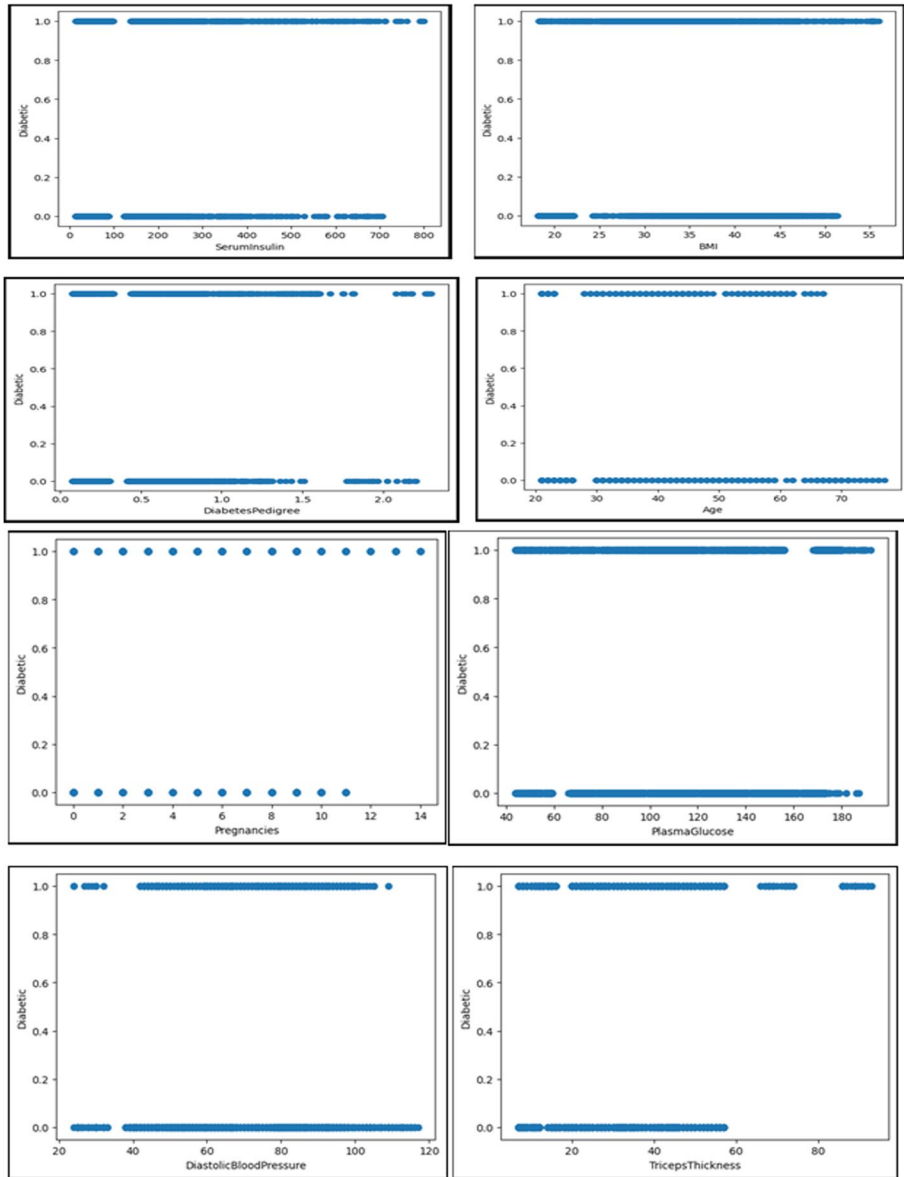 1.0
0.8
0.6
0.4
0.2
0.0
Diabetic
0 100 200 300 400 500 600 700 800
SerumInsulin
1.0
0.8
0.6
0.4
0.2
0.0
Diabetic
20 25 30 35 40 45 50 55
BMI
1.0
0.8
0.6
0.4
0.2
0.0
Diabetic
0.0 0.5 1.0 1.5 2.0
DiabetesPedigree
1.0
0.8
0.6
0.4
0.2
0.0
Diabetic
20 30 40 50 60 70
Age
1.0
0.8
0.6
0.4
0.2
0.0
Diabetic
0 2 4 6 8 10 12 14
Pregnancies
1.0
0.8
0.6
0.4
0.2
0.0
Diabetic
40 60 80 100 120 140 160 180
PlasmaGlucose
1.0
0.8
0.6
0.4
0.2
0.0
Diabetic
20 40 60 80 100 120
DiastolicBloodPressure
1.0
0.8
0.6
0.4
0.2
0.0
Diabetic
20 40 60 80
TricepsThickness